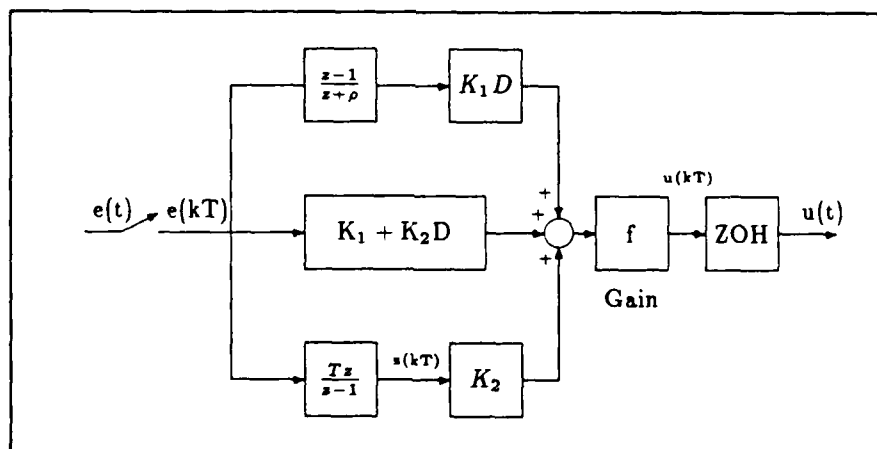 z-1
z+ρ
K₁D
e(t)
e(kT)
K₁ + K₂D
+
+
+
f
u(kT)
ZOH
u(t)
Gain
Tz
z-1
s(kT)
K₂